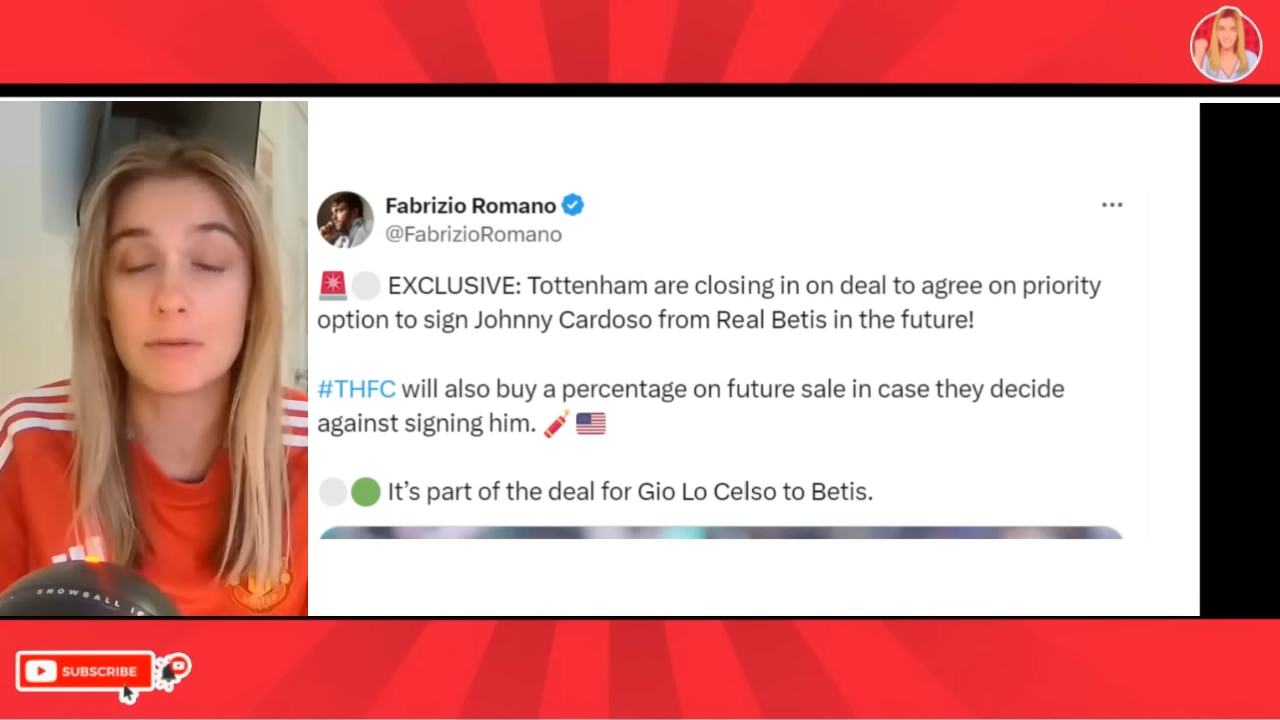 Fabrizio Romano
@FabrizioRomano
EXCLUSIVE: Tottenham are closing in on deal to agree on priority
option to sign Johnny Cardoso from Real Betis in the future!
#THFC will also buy a percentage on future sale in case they decide
against signing him.
It’s part of the deal for Gio Lo Celso to Betis.
UNITED
SNOWBALL
SUBSCRIBE